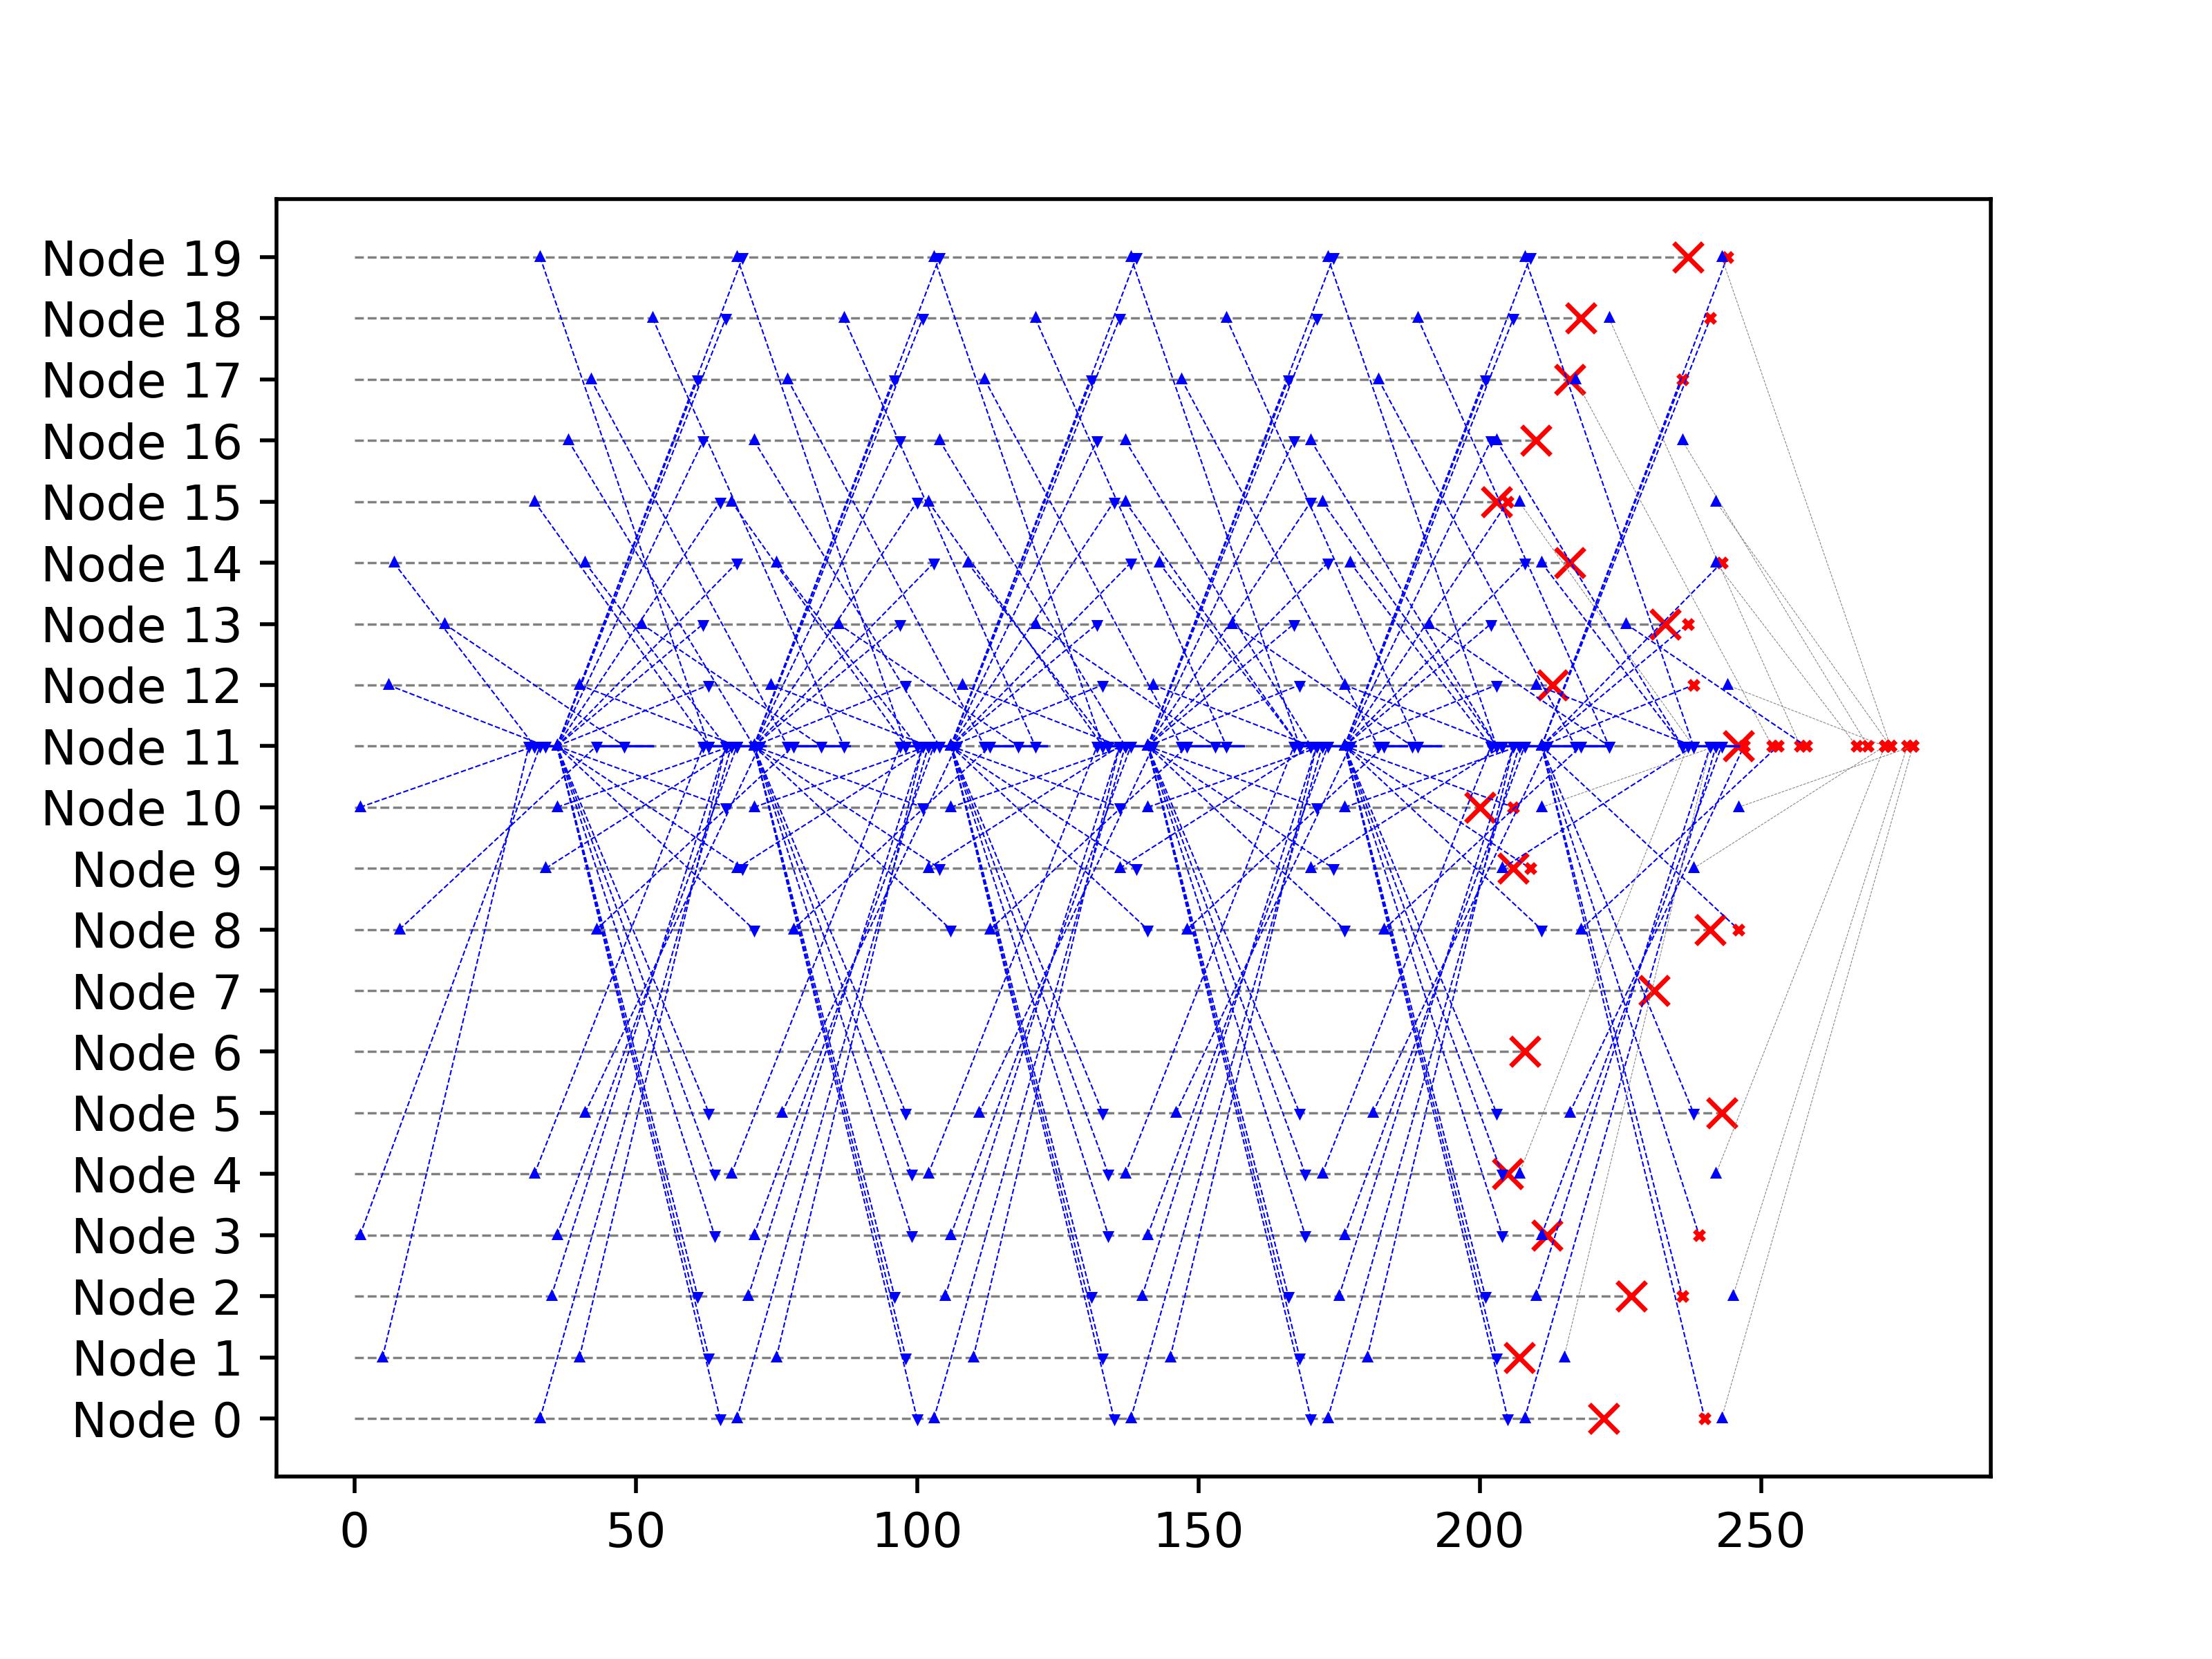 Node 19
Node 18
Node 17
Node 16
Node 15
Node 14
Node 13
Node 12
Node 11
Node 10
Node 9
Node 8
Node 7
Node 6
Node 5
Node 4
Node 3
Node 2
Node 1
Node 0
0 50 100 150 200 250